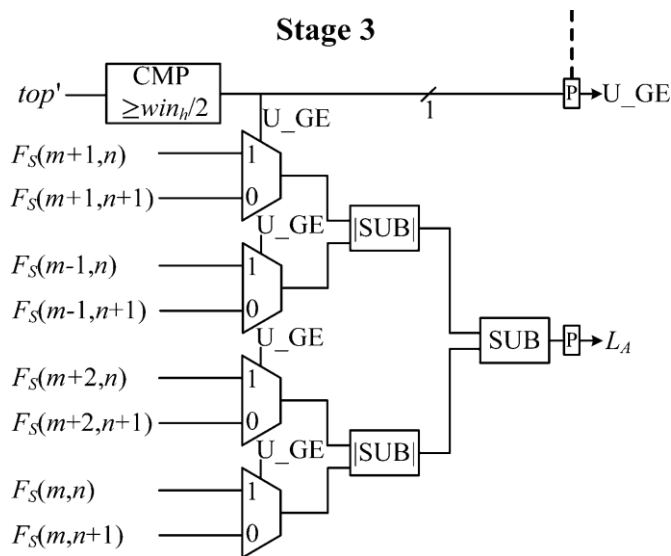 Stage 3
CMP
≥win_h/2
top'
P
U_GE
1
U_GE
F_S(m+1,n)
1
F_S(m+1,n+1)
0
|SUB|
U_GE
F_S(m-1,n)
1
F_S(m-1,n+1)
0
SUB
P
L_A
U_GE
F_S(m+2,n)
1
F_S(m+2,n+1)
0
|SUB|
U_GE
F_S(m,n)
1
F_S(m,n+1)
0